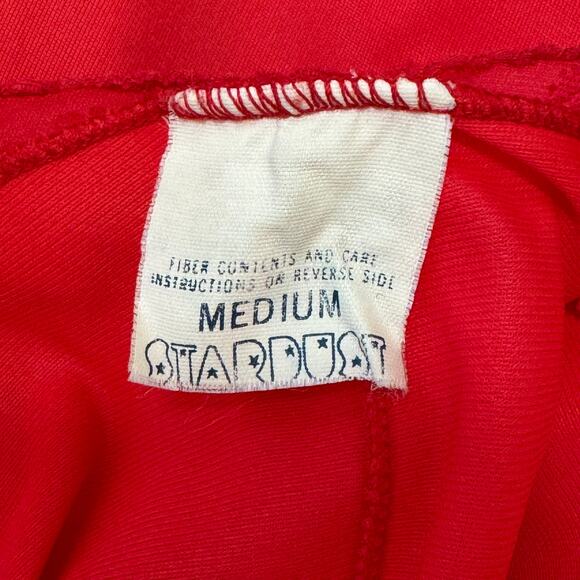 FIBER CONTENTS AND CARE
INSTRUCTIONS ON REVERSE SIDE
MEDIUM
STARDUST